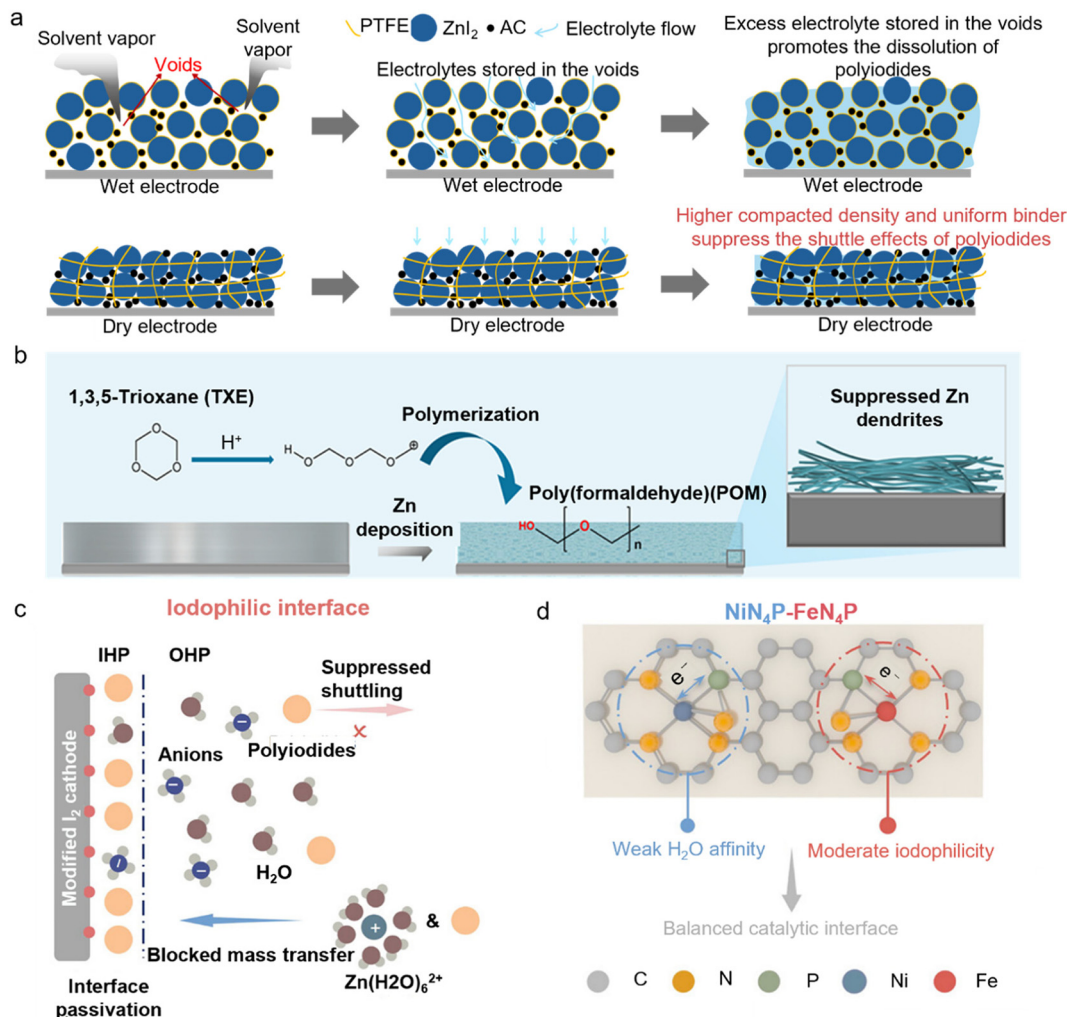 a
PTFE ZnI₂ • AC Electrolyte flow
Solvent vapor
Solvent
vapor
Voids
Electrolytes stored in the voids
Excess electrolyte stored in the voids
promotes the dissolution of
polyiodides
Wet electrode
Wet electrode
Wet electrode
Higher compacted density and uniform binder
suppress the shuttle effects of polyiodides
Dry electrode
Dry electrode
Dry electrode
b
1,3,5-Trioxane (TXE)
O
O
O
H⁺
H
O
O
O
⊕
Polymerization
Zn
deposition
Poly(formaldehyde)(POM)
HO
O
n
Suppressed Zn
dendrites
c
Iodophilic interface
IHP
OHP
Suppressed
shuttling
×
Modified I₂ cathode
Anions
Polyiodides
−
−
/
−
H₂O
+
&
Blocked mass transfer
Zn(H2O)₆²⁺
Interface
passivation
d
NiN₄P-FeN₄P
e⁻
e⁻
Weak H₂O affinity
Moderate iodophilicity
Balanced catalytic interface
C
N
P
Ni
Fe